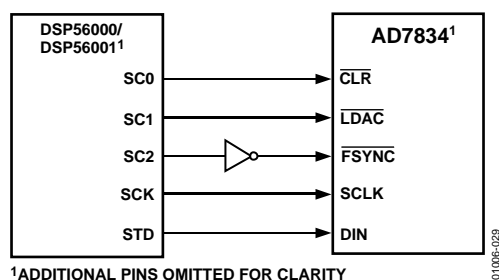 DSP56000/
DSP56001¹
AD7834¹
SC0
CLR
SC1
LDAC
SC2
FSYNC
SCK
SCLK
STD
DIN
¹ADDITIONAL PINS OMITTED FOR CLARITY
01006-029